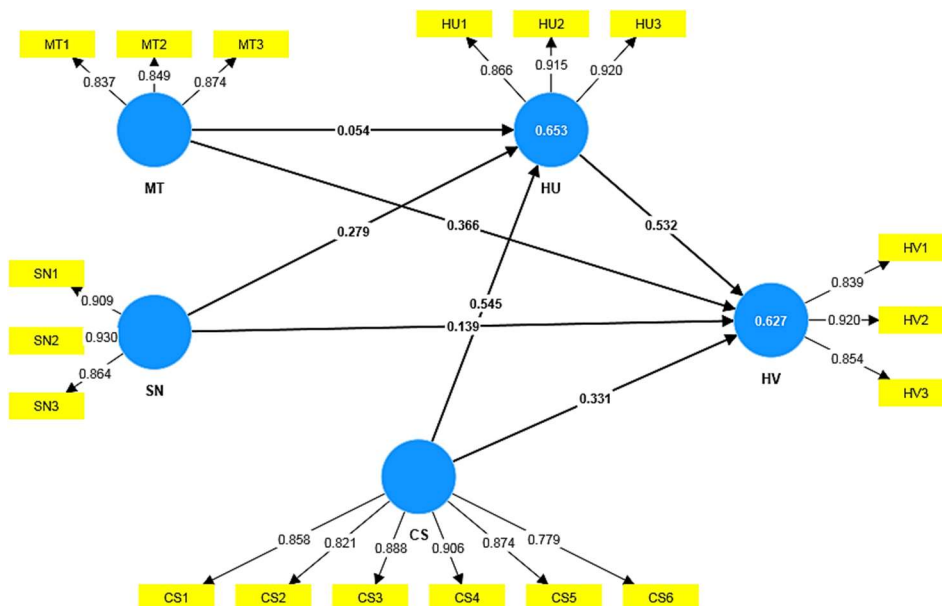 HU1 HU2 HU3
MT1 MT2 MT3
0.837 0.849 0.874
0.866 0.915 0.920
0.054
0.653
MT
HU
0.279
0.366
0.532
SN1
0.909
SN2 0.930
0.864
SN3
SN
0.545
0.139
0.627
HV
HV1
0.839
0.920 HV2
0.854
HV3
0.331
CS
0.858 0.821 0.888 0.906 0.874 0.779
CS1 CS2 CS3 CS4 CS5 CS6